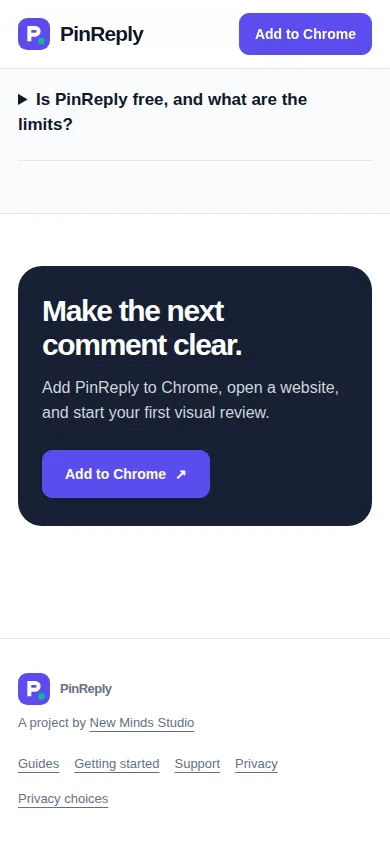 PinReply
Add to Chrome
▶ Is PinReply free, and what are the
limits?
Make the next
comment clear.
Add PinReply to Chrome, open a website,
and start your first visual review.
Add to Chrome ↗
PinReply
A project by New Minds Studio
Guides Getting started Support Privacy
Privacy choices